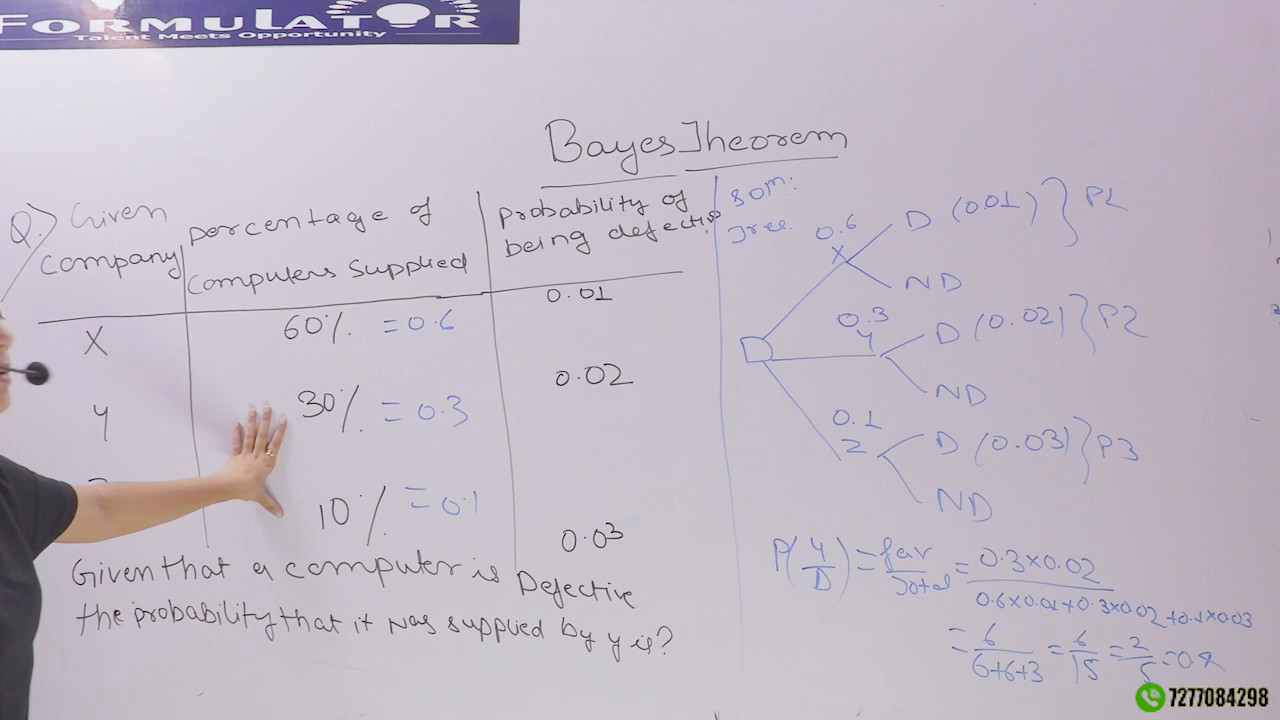 FORMULATOR
Talent Meets Opportunity
Bayes Theorem
Q.) Given
company
percentage of
Computers Supplied
probability of
being defective
X
60% = 0.6
0.01
y
30% = 0.3
0.02
10% = 0.1
0.03
Given that a computer is Defective
the probability that it was supplied by y is?
Som:
Tree.
0.6
X
D (0.01) } P1
ND
0.3
Y
D (0.02) } P2
ND
0.1
Z
D (0.03) } P3
ND
D
P(Y/D) = fav/Total = 0.3×0.02
0.6×0.01+0.3×0.02+0.1×0.03
= 6/6+6+3 = 6/15 = 2/5 = 0.4
7277084298